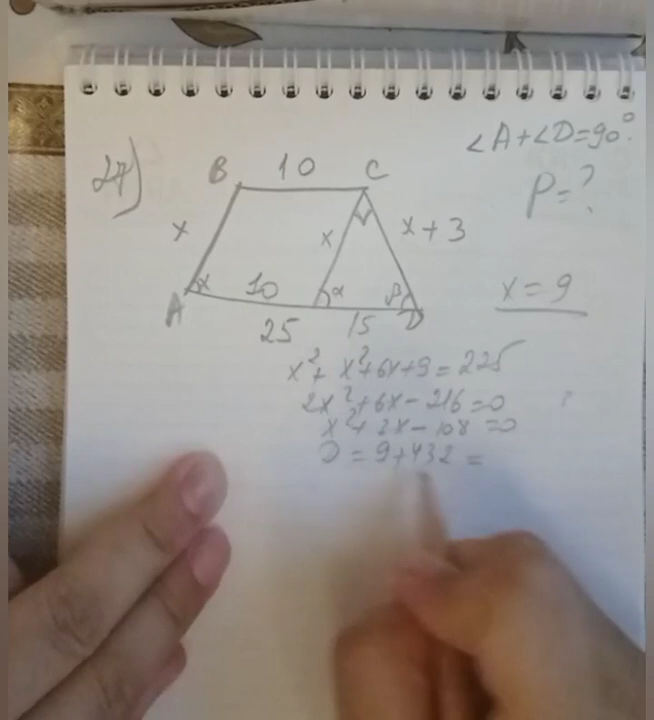 ∠A+∠D=90°
27)
B 10 C
P=?
x x x+3
x=9
α 10 α β
A 25 15 D
x²+x²+6x+9=225
2x²+6x-216=0
x²+3x-108=0
D=9+432=